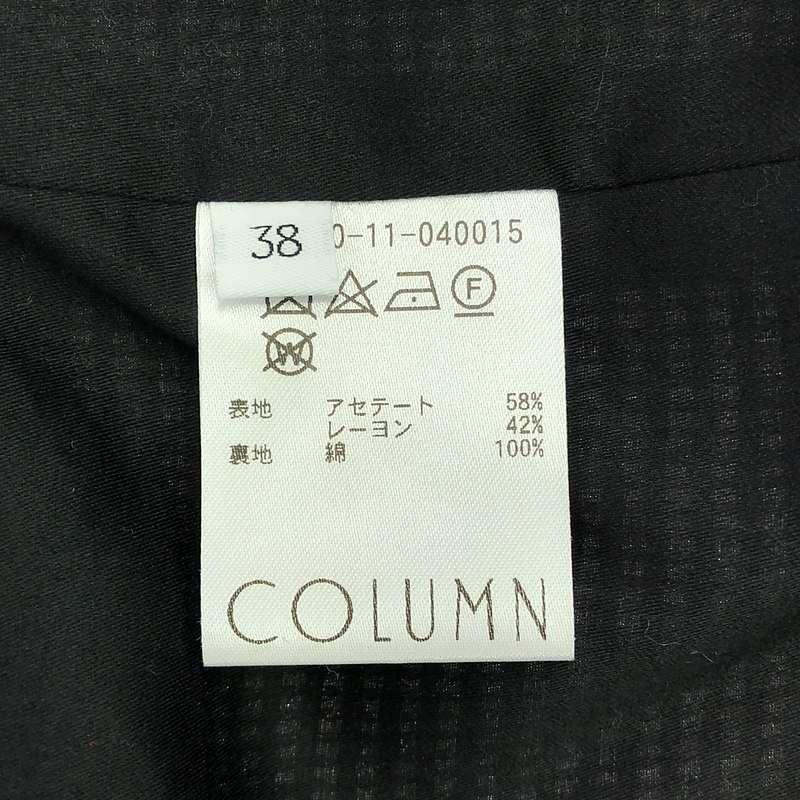 38
0-11-040015
F
W
表地 アセテート 58%
レーヨン 42%
裏地 綿 100%
COLUMN